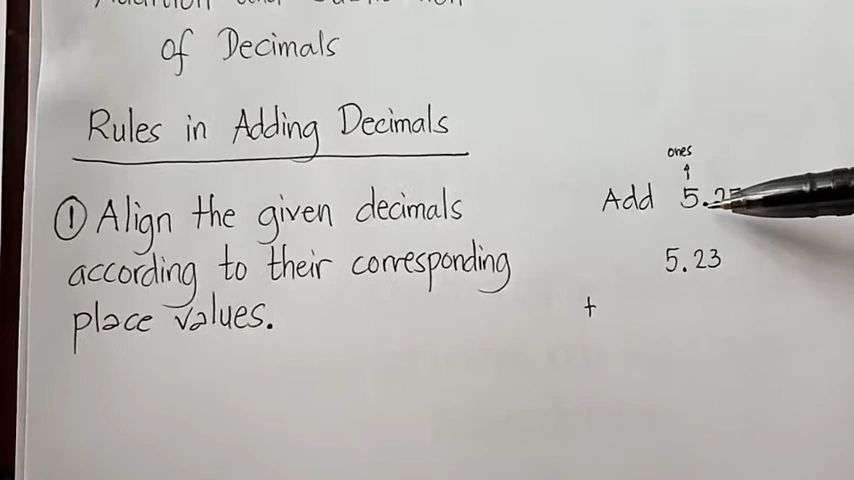 of Decimals
Rules in Adding Decimals
① Align the given decimals
according to their corresponding
place values.
ones
Add 5.
5.23
+